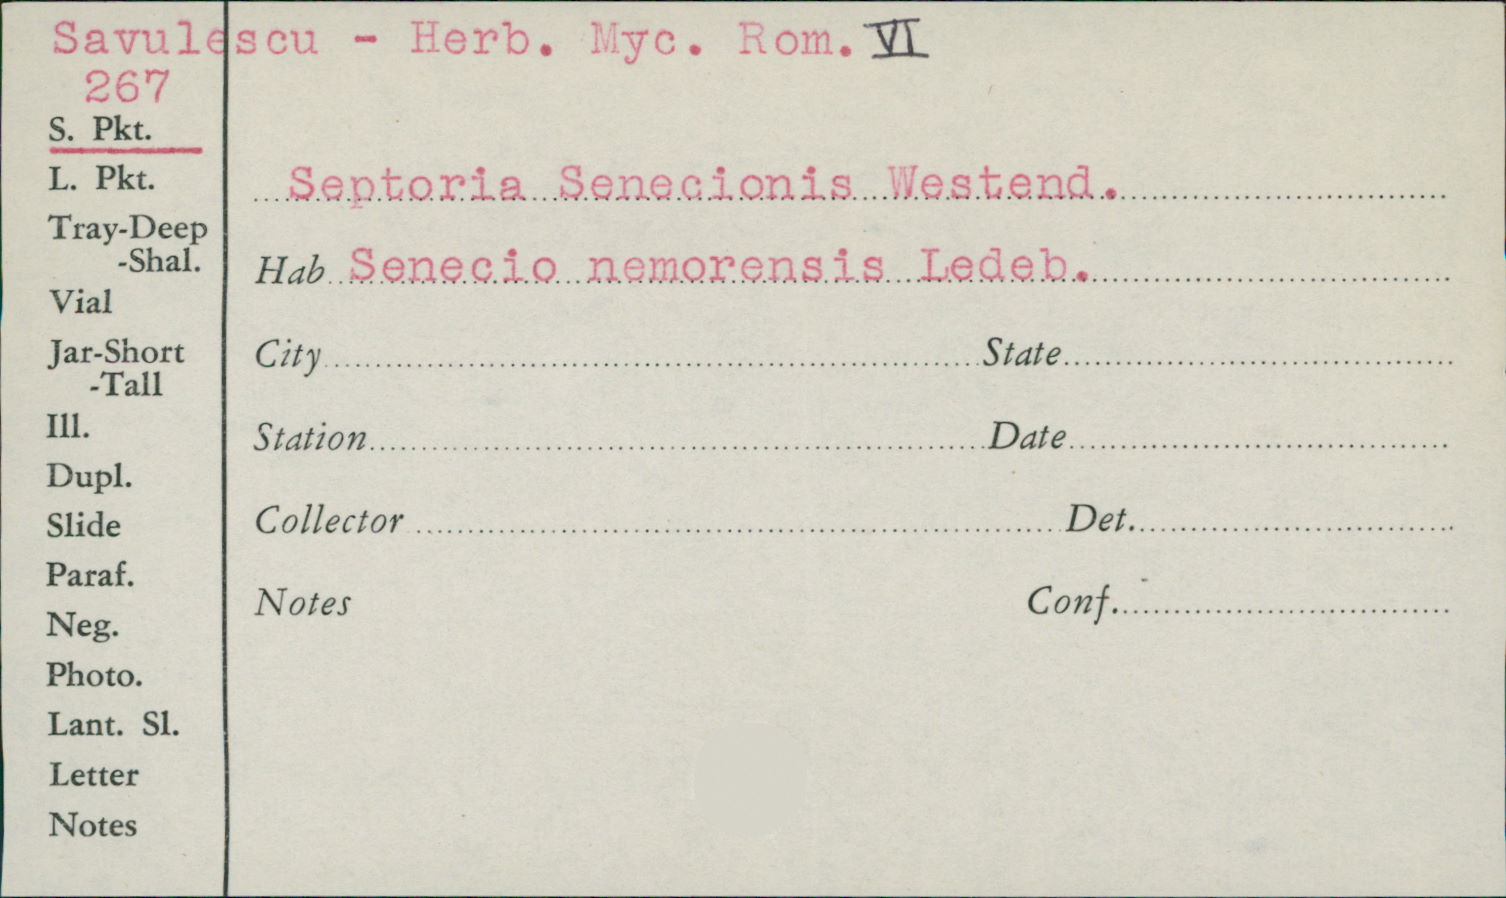 Savulescu - Herb. Myc. Rom. VI
267
S. Pkt.
L. Pkt.
Tray-Deep
-Shal.
Vial
Jar-Short
-Tall
Ill.
Dupl.
Slide
Paraf.
Neg.
Photo.
Lant. Sl.
Letter
Notes
Septoria Senecionis Westend.
Hab Senecio nemorensis Ledeb.
City State
Station Date
Collector Det.
Notes Conf.